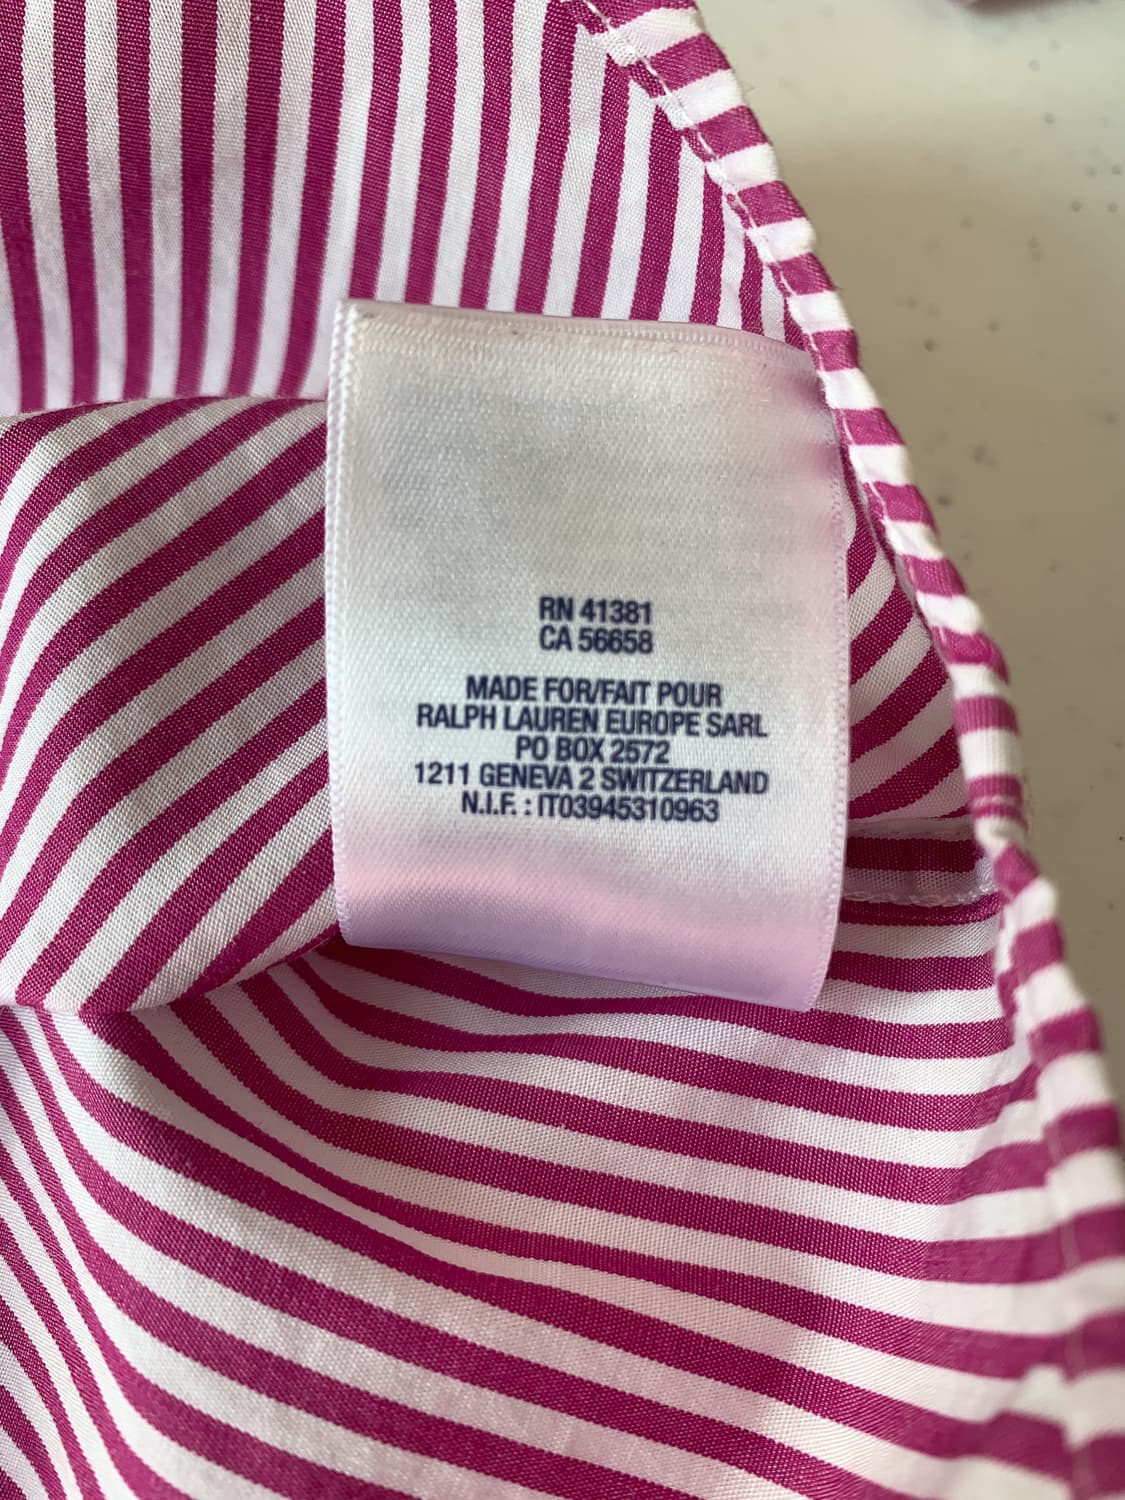 RN 41381
CA 56658
MADE FOR/FAIT POUR
RALPH LAUREN EUROPE SARL
PO BOX 2572
1211 GENEVA 2 SWITZERLAND
N.I.F. : IT03945310963